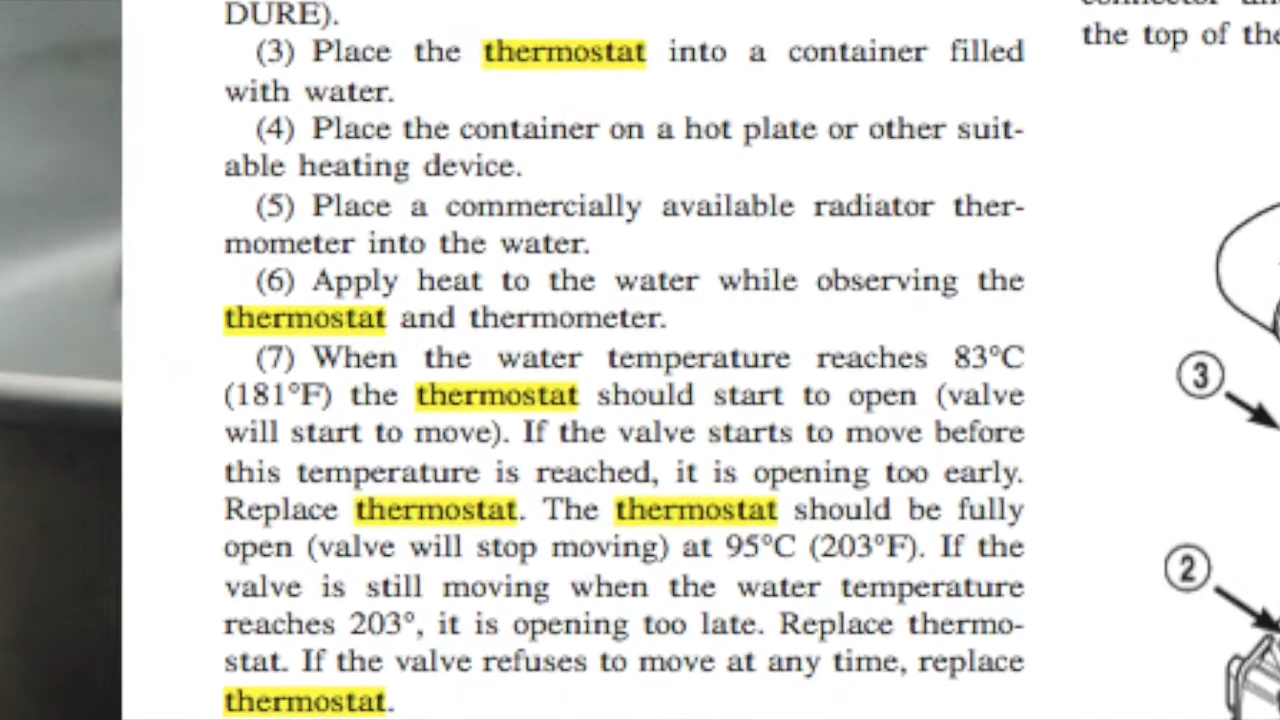 DURE).
(3) Place the thermostat into a container filled
with water.
(4) Place the container on a hot plate or other suit-
able heating device.
(5) Place a commercially available radiator ther-
mometer into the water.
(6) Apply heat to the water while observing the
thermostat and thermometer.
(7) When the water temperature reaches 83°C
(181°F) the thermostat should start to open (valve
will start to move). If the valve starts to move before
this temperature is reached, it is opening too early.
Replace thermostat. The thermostat should be fully
open (valve will stop moving) at 95°C (203°F). If the
valve is still moving when the water temperature
reaches 203°, it is opening too late. Replace thermo-
stat. If the valve refuses to move at any time, replace
thermostat.
the top of the
3
2